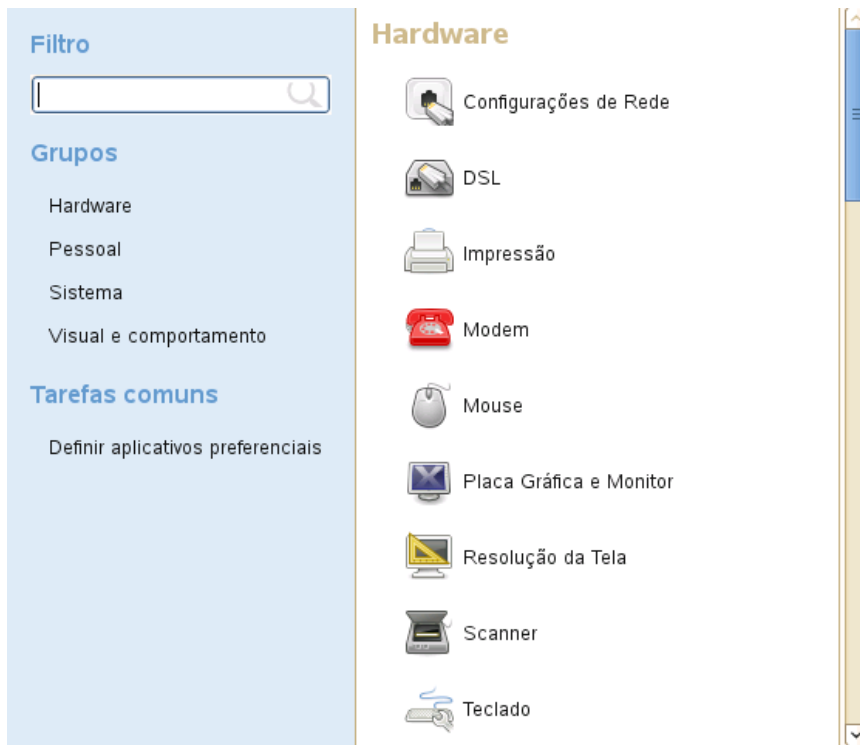 Filtro
Grupos
Hardware
Pessoal
Sistema
Visual e comportamento
Tarefas comuns
Definir aplicativos preferenciais
Hardware
Configurações de Rede
DSL
Impressão
Modem
Mouse
Placa Gráfica e Monitor
Resolução da Tela
Scanner
Teclado